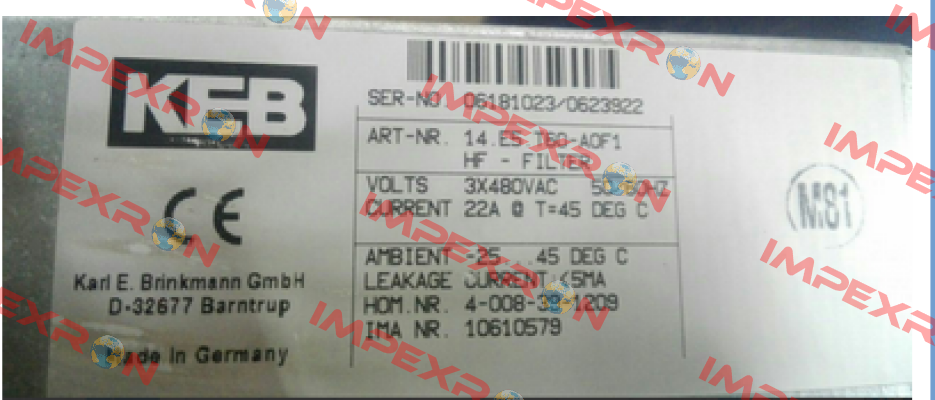 KEB
SER-NO. 06181023/0623922
ART-NR. 14.E5 T60-A0F1
HF - FILTER
VOLTS 3X480VAC
CURRENT 22A @ T=45 DEG C
CE
M81
AMBIENT -25 45 DEG C
LEAKAGE CURRENT <5MA
HOM.NR. 4-008-39-1209
IMA NR. 10610579
Karl E. Brinkmann GmbH
D-32677 Barntrup
Made In Germany
IMPEXRON